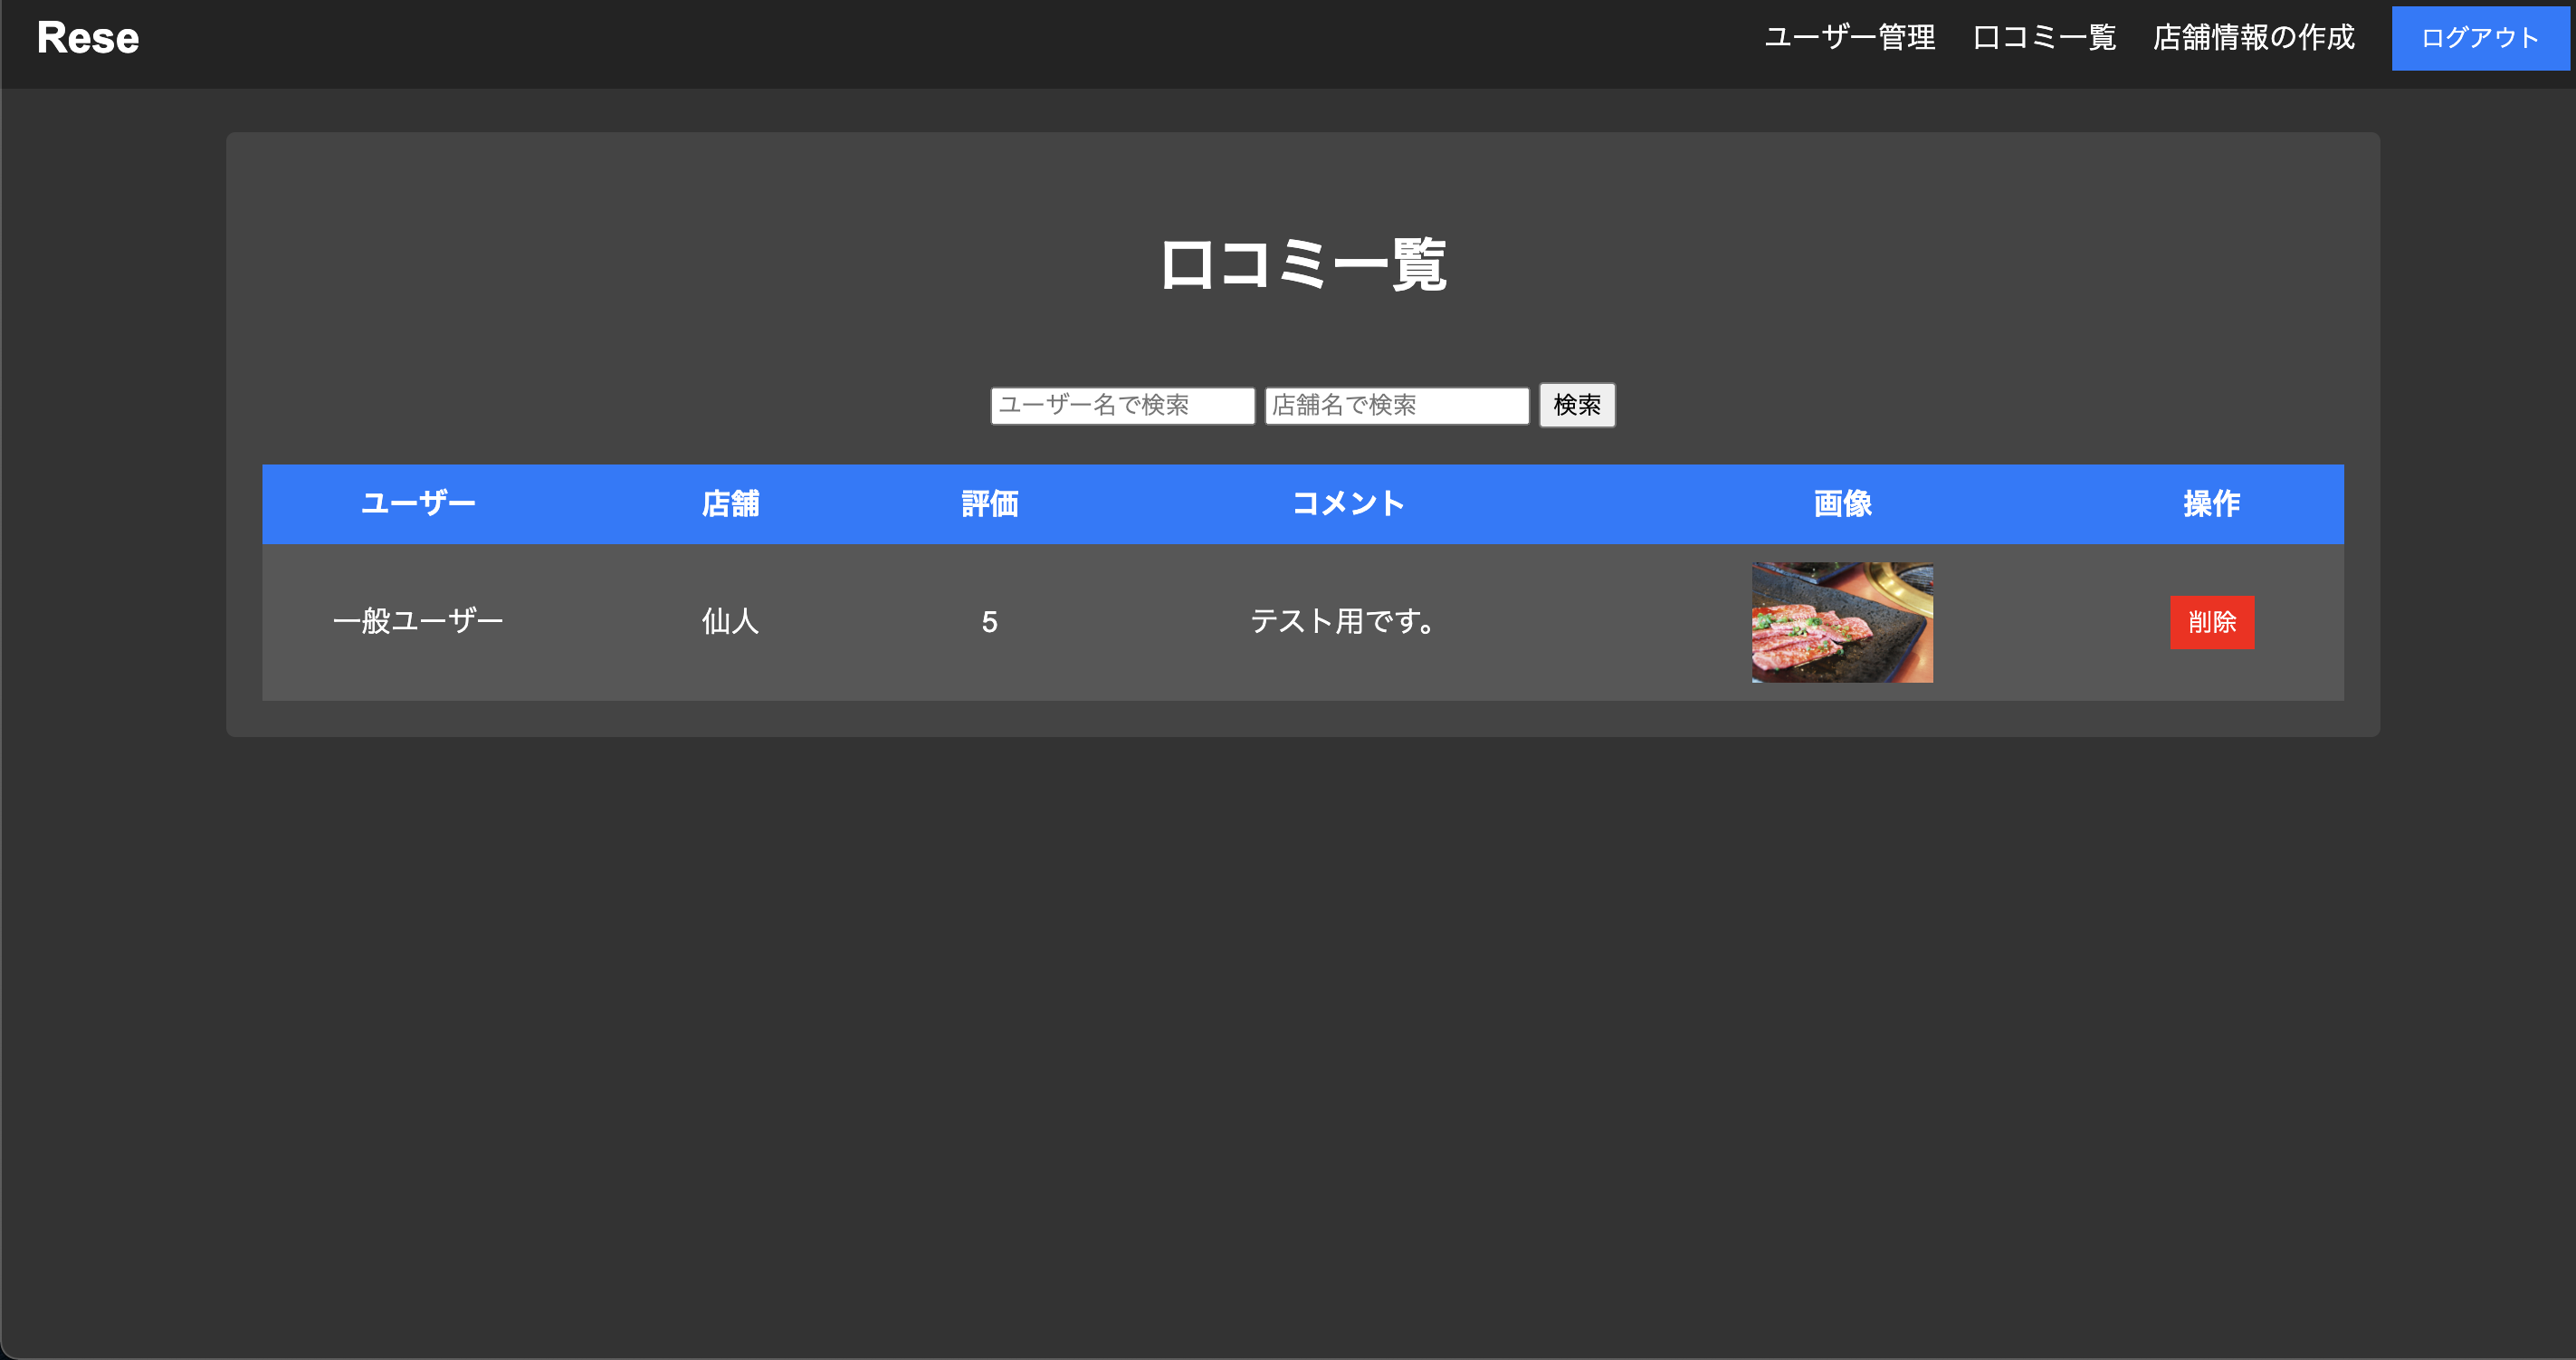 Rese
ユーザー管理 口コミ一覧 店舗情報の作成 ログアウト
口コミ一覧
ユーザー名で検索 店舗名で検索 検索
ユーザー 店舗 評価 コメント 画像 操作
一般ユーザー 仙人 5 テスト用です。 削除